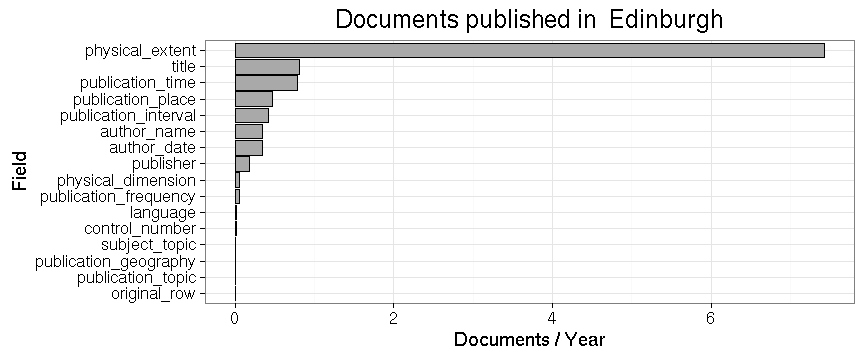 Documents published in  Edinburgh
Field
physical_extent
title
publication_time
publication_place
publication_interval
author_name
author_date
publisher
physical_dimension
publication_frequency
language
control_number
subject_topic
publication_geography
publication_topic
original_row
0 2 4 6
Documents / Year